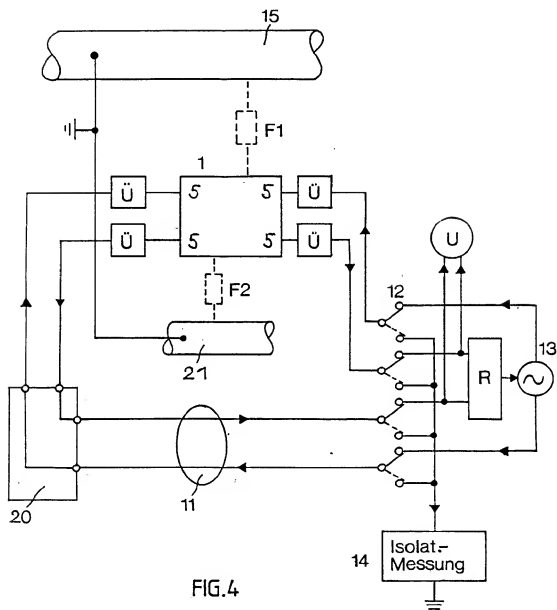 15
F1
1
Ü 5 5 Ü
Ü 5 5 Ü
U
F2
12
13
21
R
20
11
14 Isolat.-
Messung
FIG.4